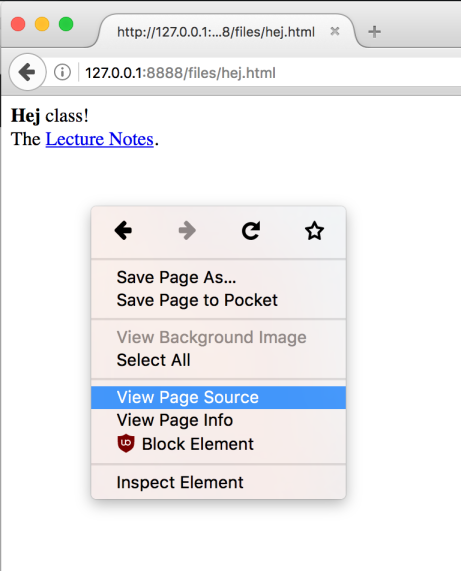 http://127.0.0.1:...8/files/hej.html
127.0.0.1:8888/files/hej.html
Hej class!
The Lecture Notes.
Save Page As...
Save Page to Pocket
View Background Image
Select All
View Page Source
View Page Info
Block Element
Inspect Element